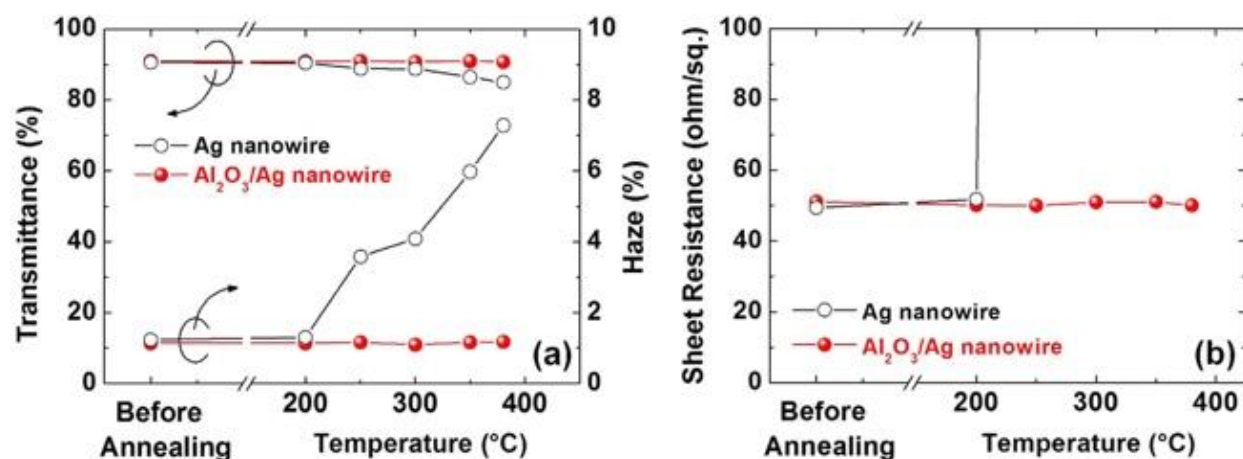 100
80
60
40
20
0
Transmittance (%)
10
8
6
4
2
0
Haze (%)
Ag nanowire
Al₂O₃/Ag nanowire
(a)
Before
Annealing
200
300
400
Temperature (°C)
100
80
60
40
20
0
Sheet Resistance (ohm/sq.)
Ag nanowire
Al₂O₃/Ag nanowire
(b)
Before
Annealing
200
300
400
Temperature (°C)